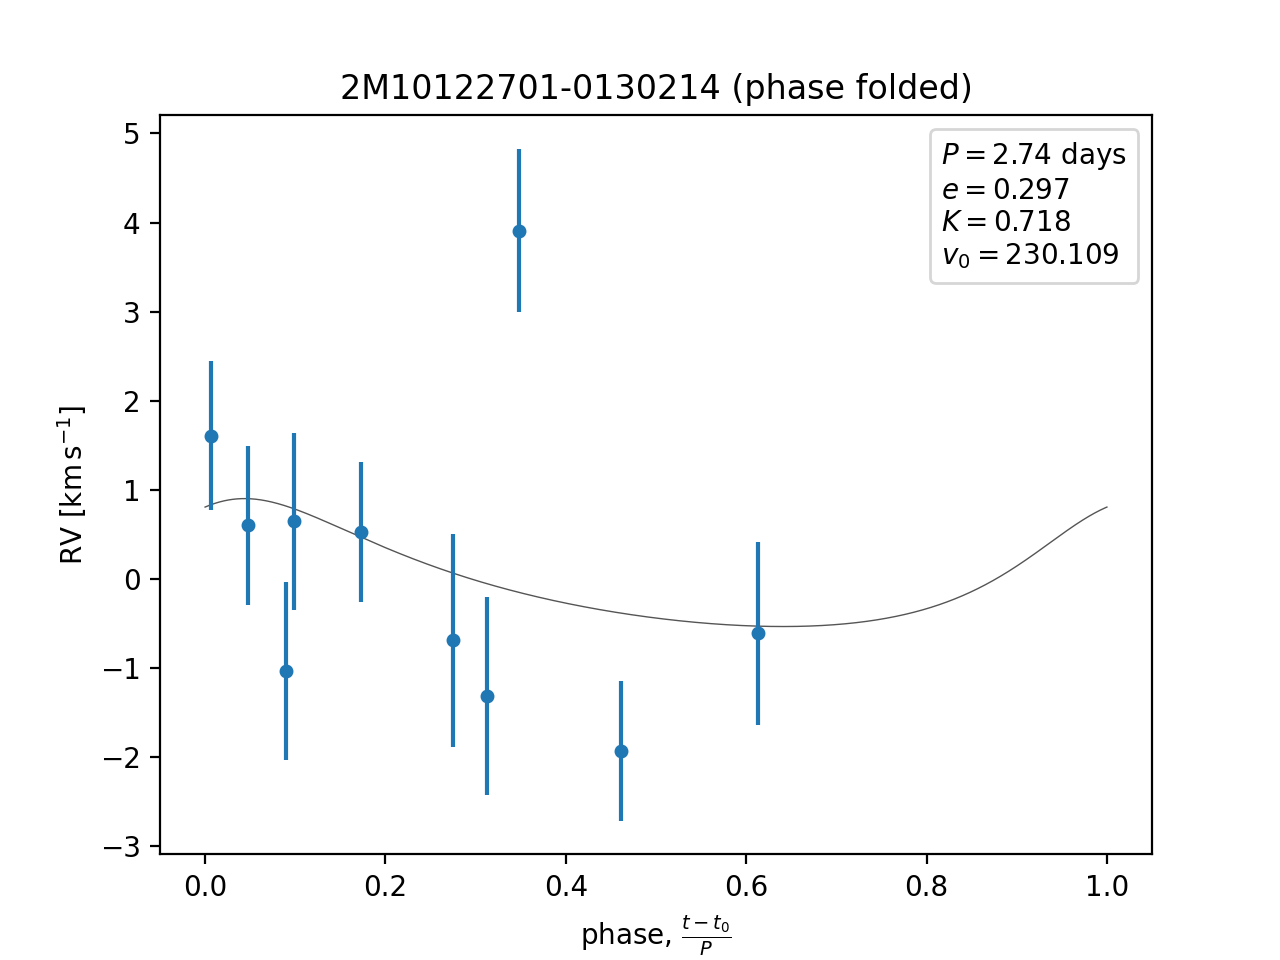 2M10122701-0130214 (phase folded)
P = 2.74 days
e = 0.297
K = 0.718
v₀ = 230.109
5
4
3
2
1
0
−1
−2
−3
RV [km s⁻¹]
0.0 0.2 0.4 0.6 0.8 1.0
phase, (t − t₀)/P